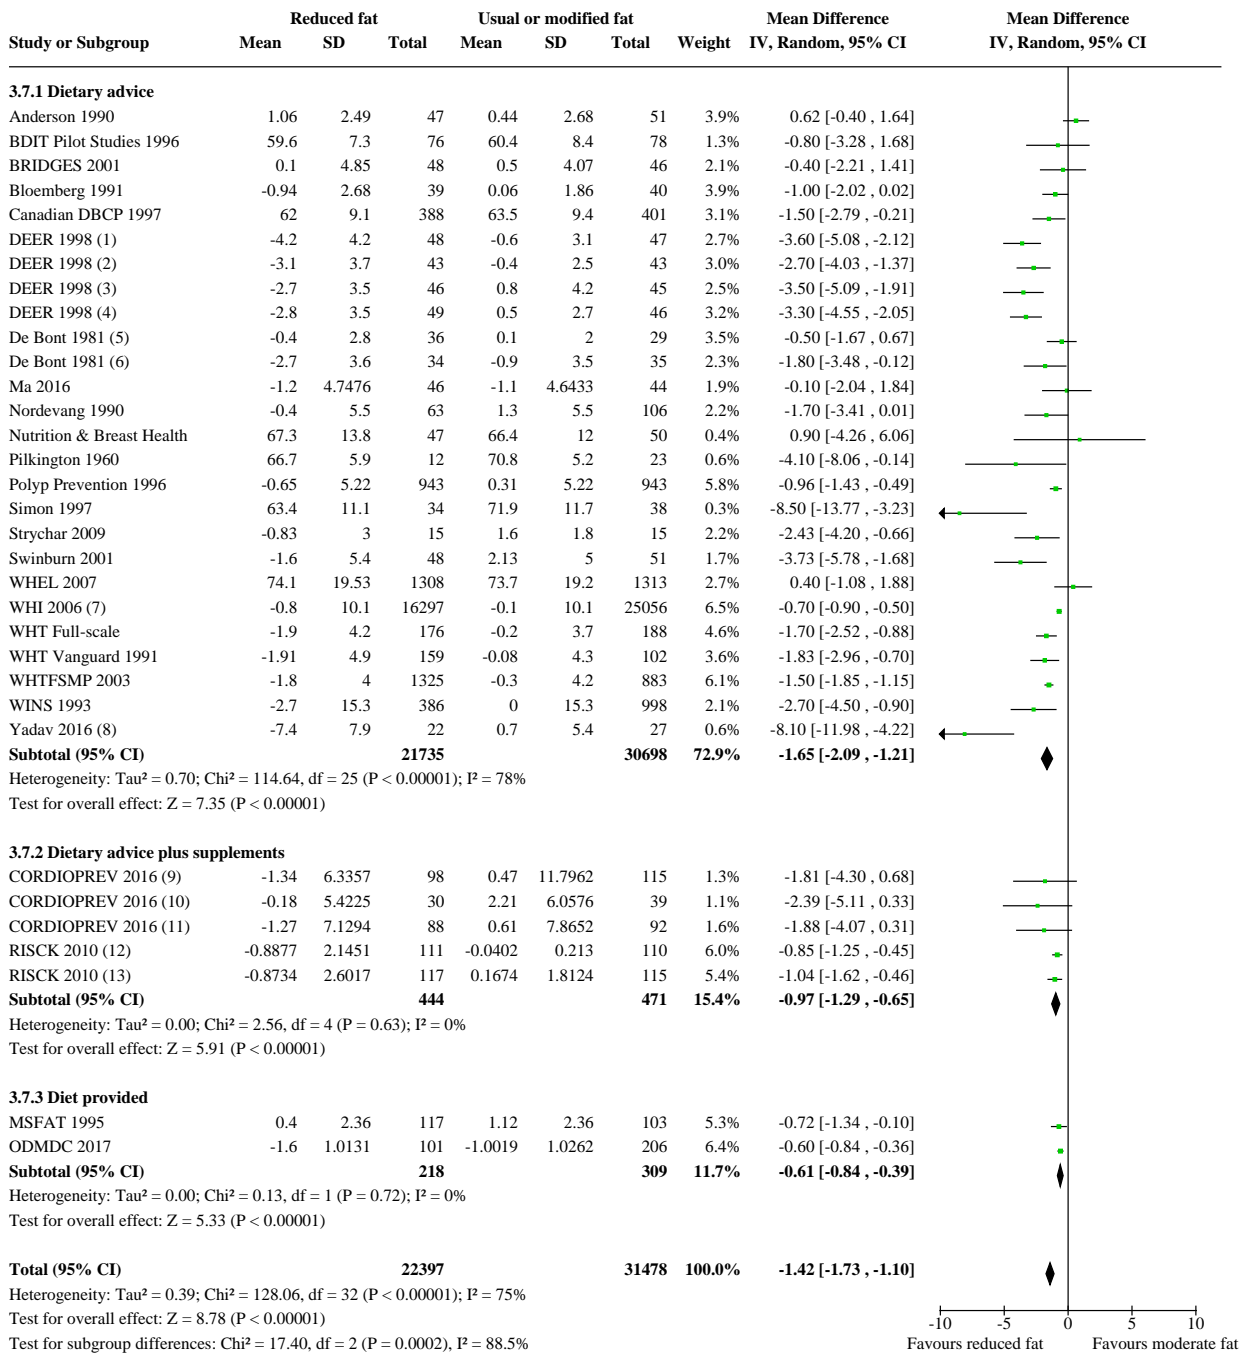 Reduced fat Usual or modified fat Mean Difference Mean Difference
Study or Subgroup Mean SD Total Mean SD Total Weight IV, Random, 95% CI IV, Random, 95% CI
3.7.1 Dietary advice
Anderson 1990 1.06 2.49 47 0.44 2.68 51 3.9% 0.62 [-0.40 , 1.64]
BDIT Pilot Studies 1996 59.6 7.3 76 60.4 8.4 78 1.3% -0.80 [-3.28 , 1.68]
BRIDGES 2001 0.1 4.85 48 0.5 4.07 46 2.1% -0.40 [-2.21 , 1.41]
Bloemberg 1991 -0.94 2.68 39 0.06 1.86 40 3.9% -1.00 [-2.02 , 0.02]
Canadian DBCP 1997 62 9.1 388 63.5 9.4 401 3.1% -1.50 [-2.79 , -0.21]
DEER 1998 (1) -4.2 4.2 48 -0.6 3.1 47 2.7% -3.60 [-5.08 , -2.12]
DEER 1998 (2) -3.1 3.7 43 -0.4 2.5 43 3.0% -2.70 [-4.03 , -1.37]
DEER 1998 (3) -2.7 3.5 46 0.8 4.2 45 2.5% -3.50 [-5.09 , -1.91]
DEER 1998 (4) -2.8 3.5 49 0.5 2.7 46 3.2% -3.30 [-4.55 , -2.05]
De Bont 1981 (5) -0.4 2.8 36 0.1 2 29 3.5% -0.50 [-1.67 , 0.67]
De Bont 1981 (6) -2.7 3.6 34 -0.9 3.5 35 2.3% -1.80 [-3.48 , -0.12]
Ma 2016 -1.2 4.7476 46 -1.1 4.6433 44 1.9% -0.10 [-2.04 , 1.84]
Nordevang 1990 -0.4 5.5 63 1.3 5.5 106 2.2% -1.70 [-3.41 , 0.01]
Nutrition & Breast Health 67.3 13.8 47 66.4 12 50 0.4% 0.90 [-4.26 , 6.06]
Pilkington 1960 66.7 5.9 12 70.8 5.2 23 0.6% -4.10 [-8.06 , -0.14]
Polyp Prevention 1996 -0.65 5.22 943 0.31 5.22 943 5.8% -0.96 [-1.43 , -0.49]
Simon 1997 63.4 11.1 34 71.9 11.7 38 0.3% -8.50 [-13.77 , -3.23]
Strychar 2009 -0.83 3 15 1.6 1.8 15 2.0% -2.43 [-4.20 , -0.66]
Swinburn 2001 -1.6 5.4 48 2.13 5 51 1.7% -3.73 [-5.78 , -1.68]
WHEL 2007 74.1 19.53 1308 73.7 19.2 1313 2.7% 0.40 [-1.08 , 1.88]
WHI 2006 (7) -0.8 10.1 16297 -0.1 10.1 25056 6.5% -0.70 [-0.90 , -0.50]
WHT Full-scale -1.9 4.2 176 -0.2 3.7 188 4.6% -1.70 [-2.52 , -0.88]
WHT Vanguard 1991 -1.91 4.9 159 -0.08 4.3 102 3.6% -1.83 [-2.96 , -0.70]
WHTFSMP 2003 -1.8 4 1325 -0.3 4.2 883 6.1% -1.50 [-1.85 , -1.15]
WINS 1993 -2.7 15.3 386 0 15.3 998 2.1% -2.70 [-4.50 , -0.90]
Yadav 2016 (8) -7.4 7.9 22 0.7 5.4 27 0.6% -8.10 [-11.98 , -4.22]
Subtotal (95% CI) 21735 30698 72.9% -1.65 [-2.09 , -1.21]
Heterogeneity: Tau² = 0.70; Chi² = 114.64, df = 25 (P < 0.00001); I² = 78%
Test for overall effect: Z = 7.35 (P < 0.00001)
3.7.2 Dietary advice plus supplements
CORDIOPREV 2016 (9) -1.34 6.3357 98 0.47 11.7962 115 1.3% -1.81 [-4.30 , 0.68]
CORDIOPREV 2016 (10) -0.18 5.4225 30 2.21 6.0576 39 1.1% -2.39 [-5.11 , 0.33]
CORDIOPREV 2016 (11) -1.27 7.1294 88 0.61 7.8652 92 1.6% -1.88 [-4.07 , 0.31]
RISCK 2010 (12) -0.8877 2.1451 111 -0.0402 0.213 110 6.0% -0.85 [-1.25 , -0.45]
RISCK 2010 (13) -0.8734 2.6017 117 0.1674 1.8124 115 5.4% -1.04 [-1.62 , -0.46]
Subtotal (95% CI) 444 471 15.4% -0.97 [-1.29 , -0.65]
Heterogeneity: Tau² = 0.00; Chi² = 2.56, df = 4 (P = 0.63); I² = 0%
Test for overall effect: Z = 5.91 (P < 0.00001)
3.7.3 Diet provided
MSFAT 1995 0.4 2.36 117 1.12 2.36 103 5.3% -0.72 [-1.34 , -0.10]
ODMDC 2017 -1.6 1.0131 101 -1.0019 1.0262 206 6.4% -0.60 [-0.84 , -0.36]
Subtotal (95% CI) 218 309 11.7% -0.61 [-0.84 , -0.39]
Heterogeneity: Tau² = 0.00; Chi² = 0.13, df = 1 (P = 0.72); I² = 0%
Test for overall effect: Z = 5.33 (P < 0.00001)
Total (95% CI) 22397 31478 100.0% -1.42 [-1.73 , -1.10]
Heterogeneity: Tau² = 0.39; Chi² = 128.06, df = 32 (P < 0.00001); I² = 75%
Test for overall effect: Z = 8.78 (P < 0.00001)
-10 -5 0 5 10
Test for subgroup differences: Chi² = 17.40, df = 2 (P = 0.0002), I² = 88.5% Favours reduced fat Favours moderate fat